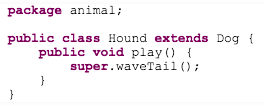 package animal;
public class Hound extends Dog {
    public void play() {
        super.waveTail();
    }
}